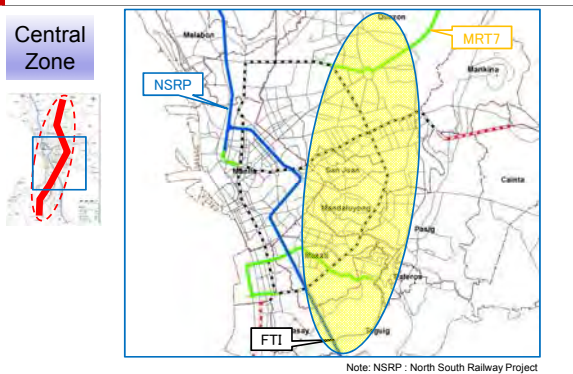 Central
Zone
Malabon
Quezon
MRT7
Marikina
NSRP
Manila
San Juan
Cainta
Mandaluyong
Pasig
Makati
Pateros
FTI
Pasay
Taguig
Note: NSRP : North South Railway Project